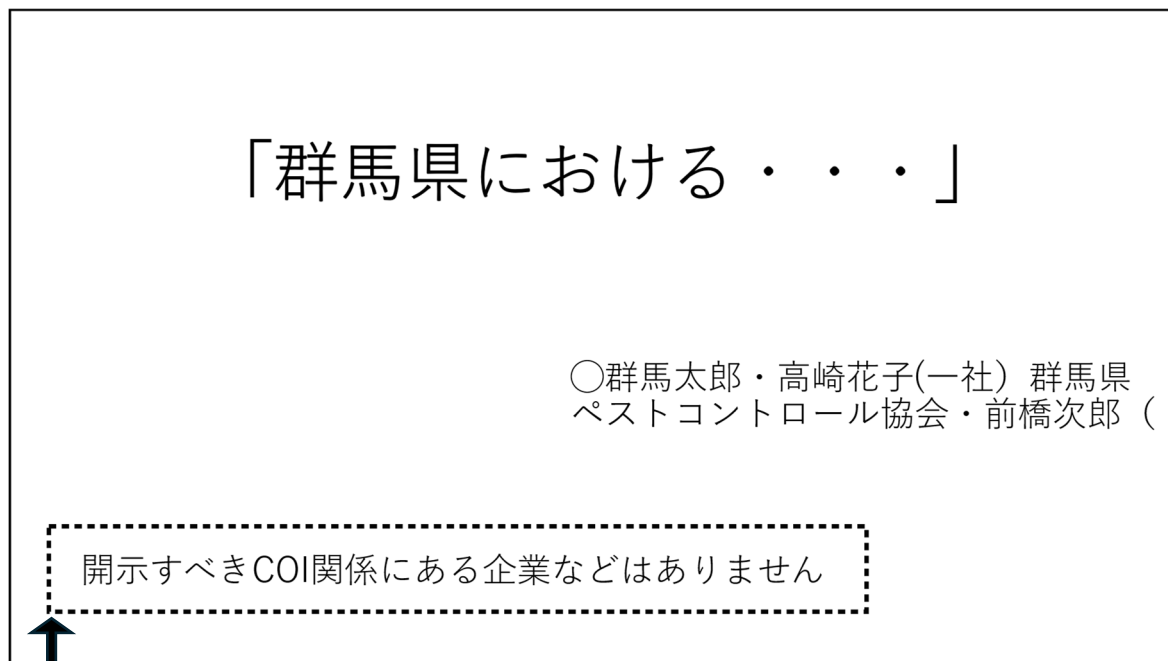 「群馬県における・・・」
◯群馬太郎・高崎花子(一社）群馬県
ペストコントロール協会・前橋次郎（
開示すべきCOI関係にある企業などはありません